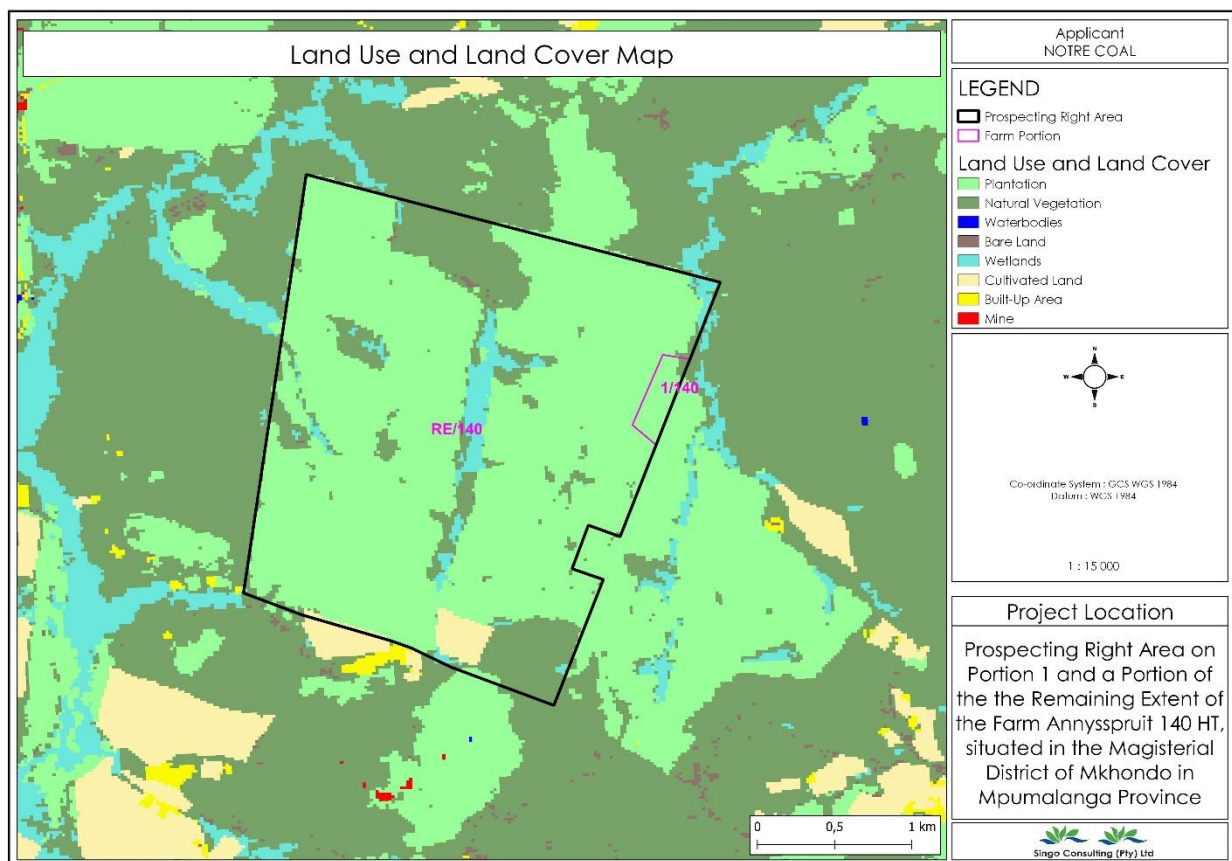 Land Use and Land Cover Map
RE/140
1/140
0
0,5
1 km
Applicant
NOTRE COAL
LEGEND
Prospecting Right Area
Farm Portion
Land Use and Land Cover
Plantation
Natural Vegetation
Waterbodies
Bare Land
Wetlands
Cultivated Land
Built-Up Area
Mine
N
W
E
S
Co-ordinate System : GCS WGS 1984
Datum : WGS 1984
1 : 15 000
Project Location
Prospecting Right Area on
Portion 1 and a Portion of
the the Remaining Extent of
the Farm Annysspruit 140 HT,
situated in the Magisterial
District of Mkhondo in
Mpumalanga Province
Singo Consulting (Pty) Ltd